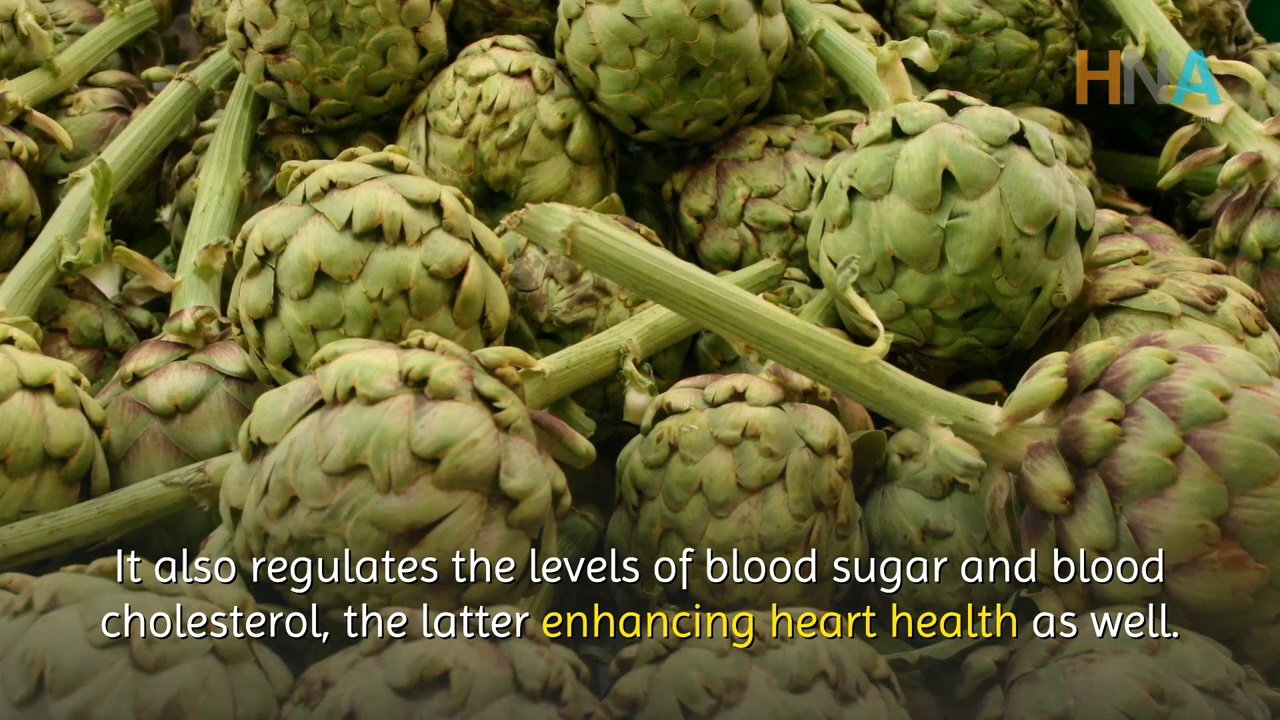 HNA
.com
It also regulates the levels of blood sugar and blood
cholesterol, the latter enhancing heart health as well.